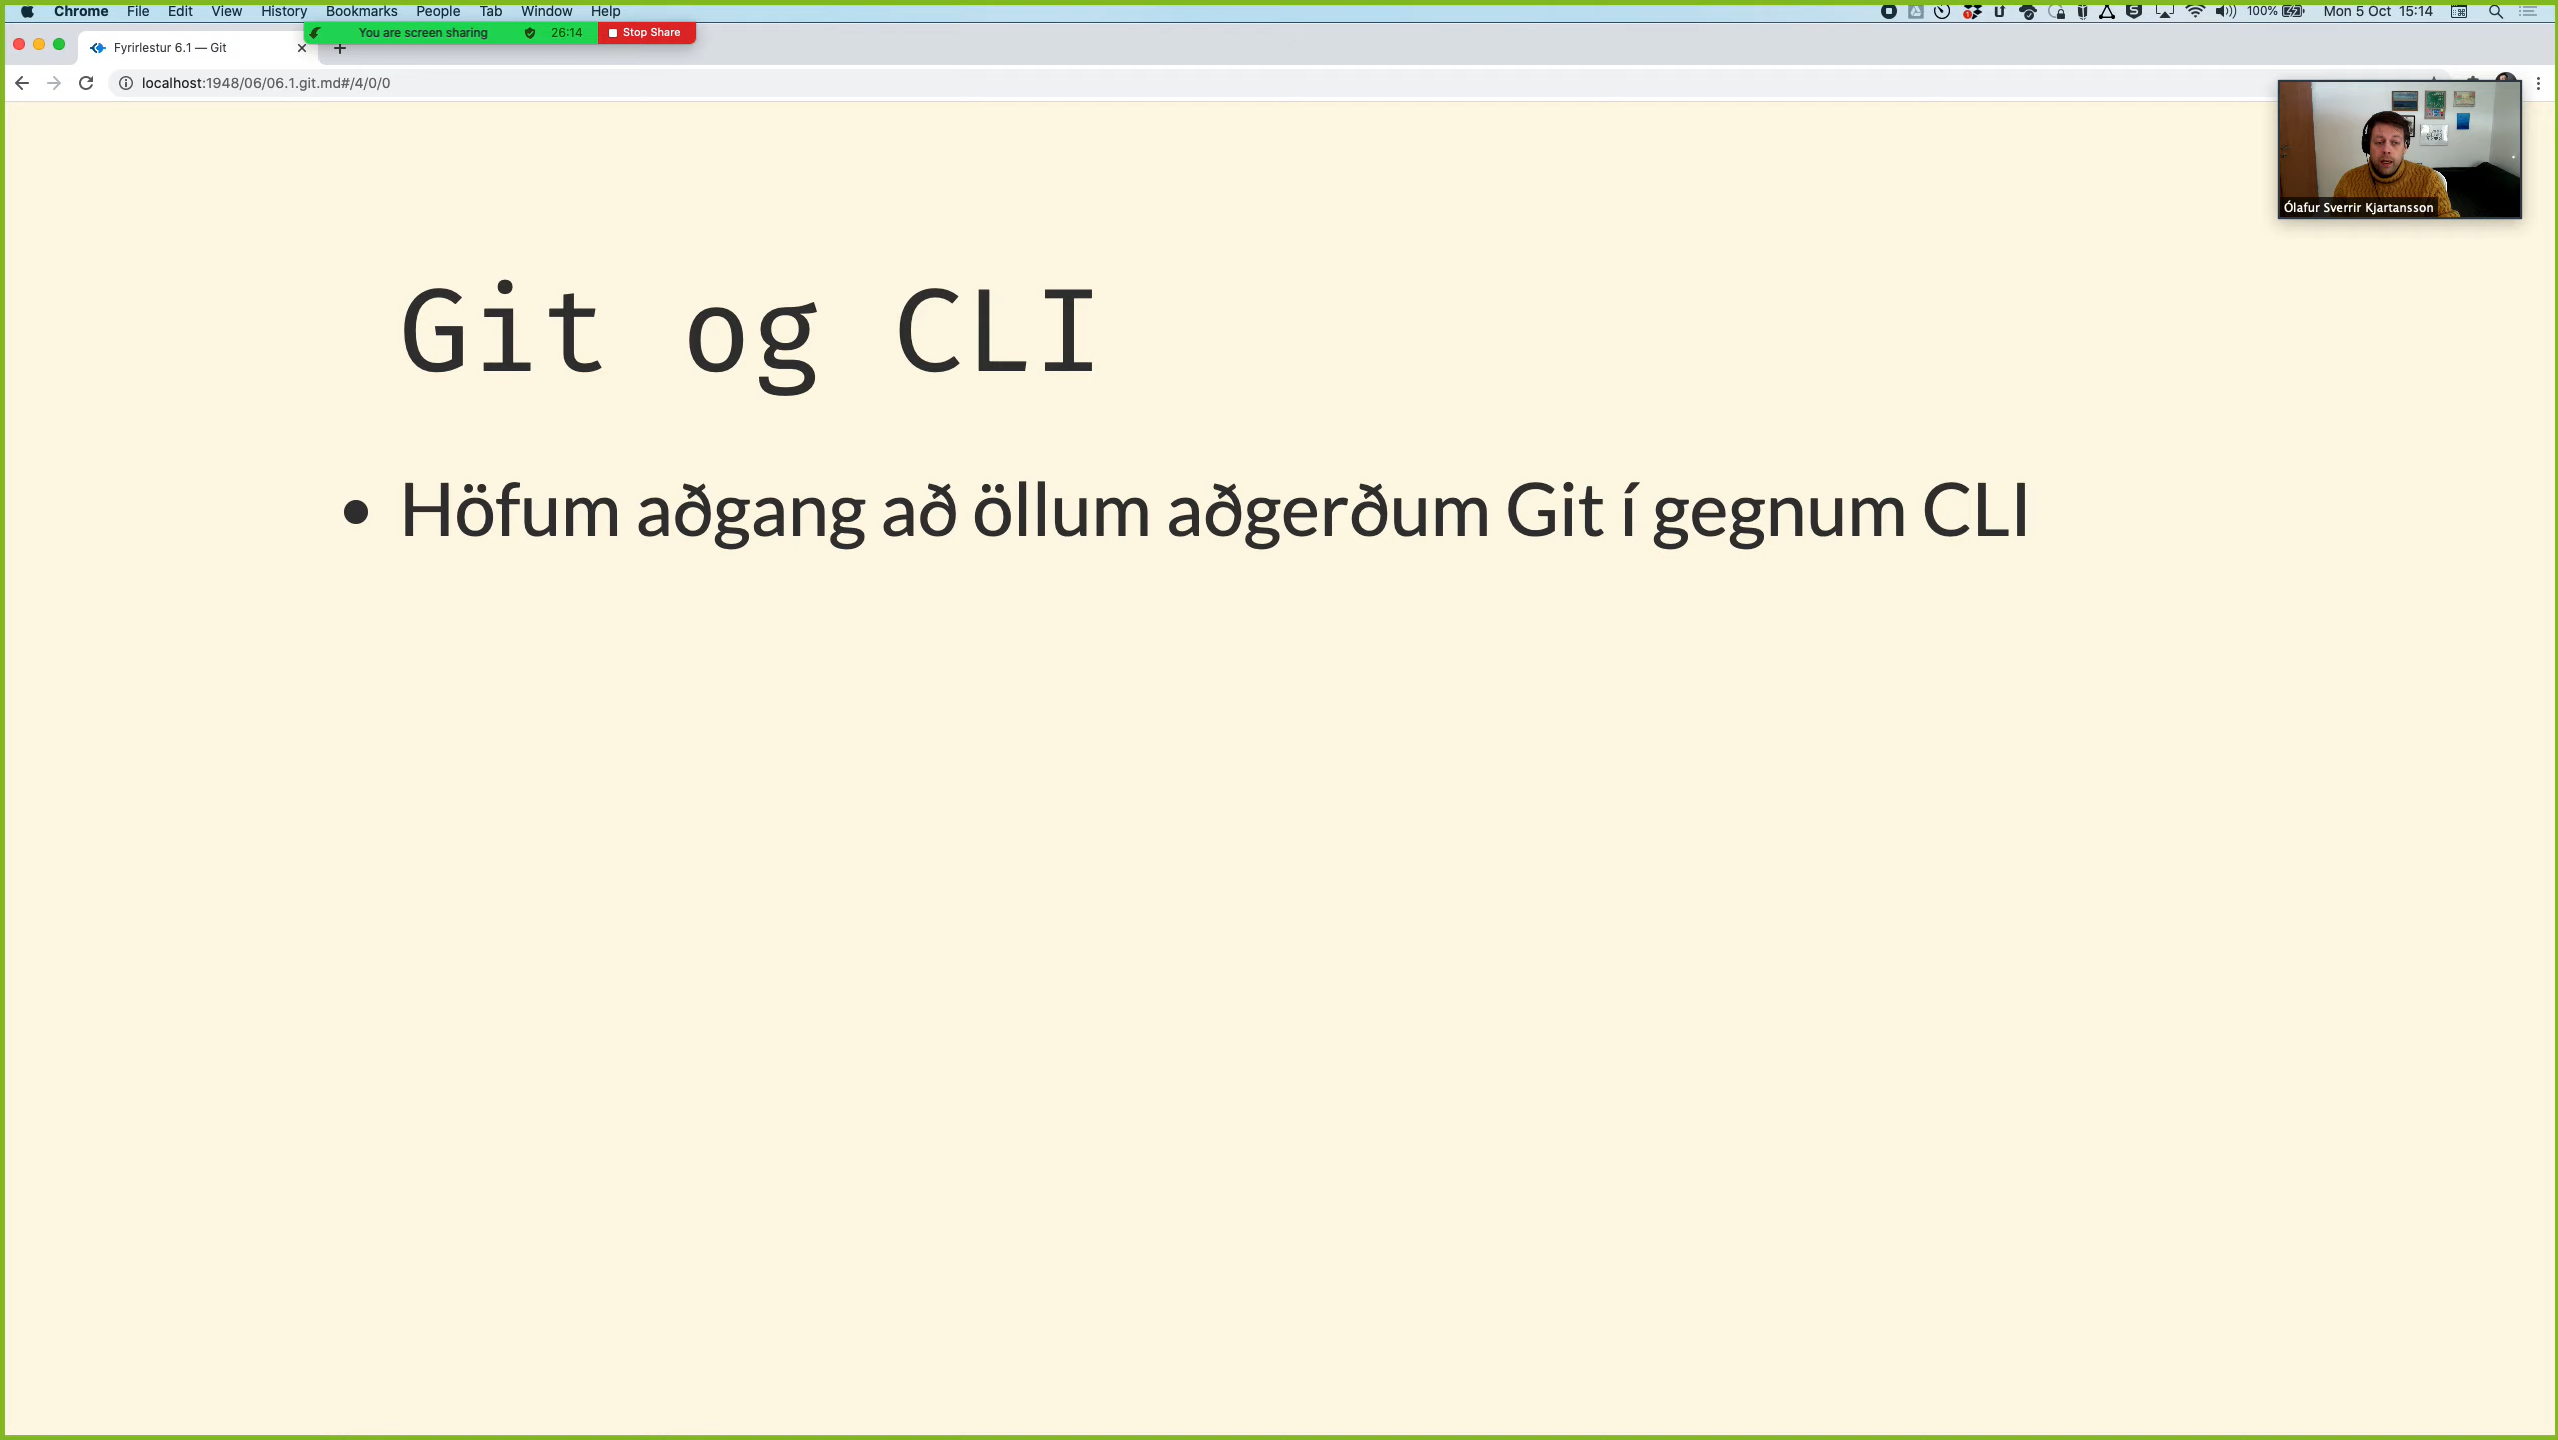 Chrome File Edit View History Bookmarks People Tab Window Help
100% Mon 5 Oct 15:14
You are screen sharing 26:14 Stop Share
Fyrirlestur 6.1 — Git
localhost:1948/06/06.1.git.md#/4/0/0
Ólafur Sverrir Kjartansson
Git og CLI
• Höfum aðgang að öllum aðgerðum Git í gegnum CLI